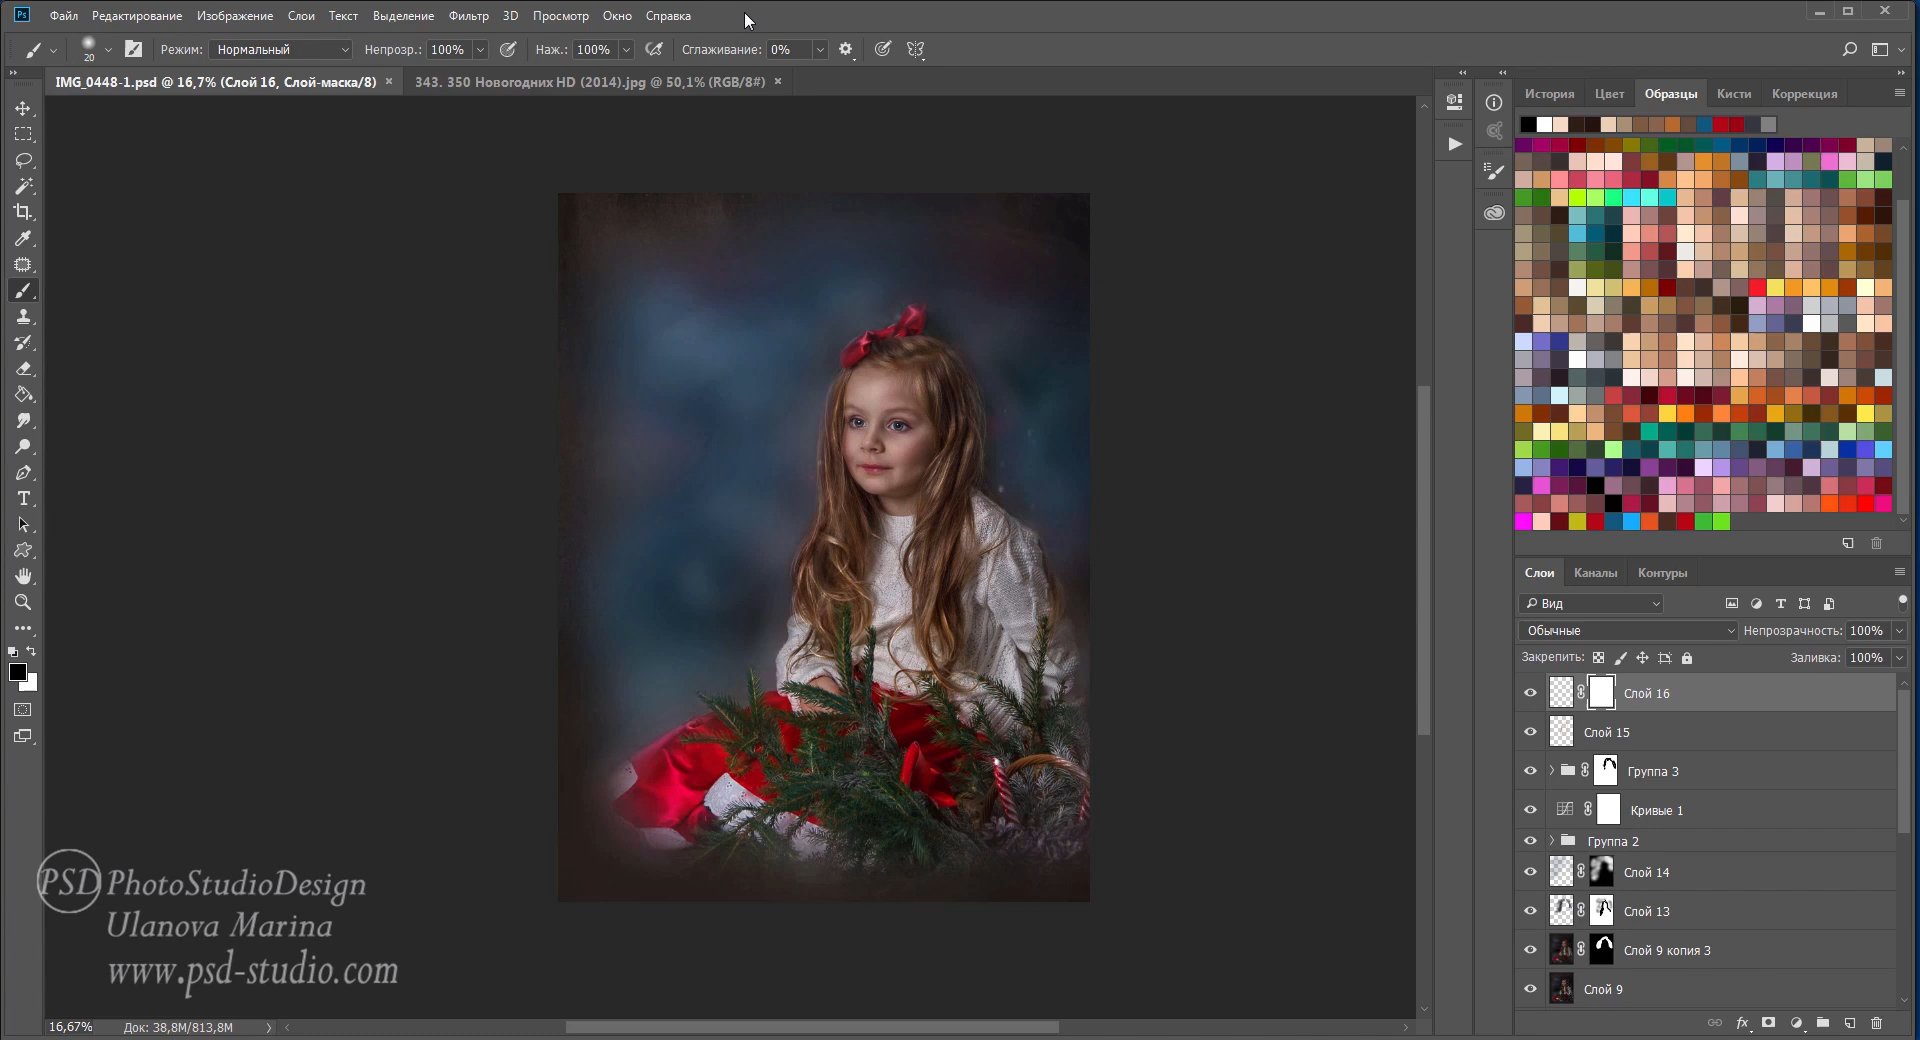 Ps
Файл Редактирование Изображение Слои Текст Выделение Фильтр 3D Просмотр Окно Справка
20
Режим: Нормальный Непрозр.: 100% Наж.: 100% Сглаживание: 0%
IMG_0448-1.psd @ 16,7% (Слой 16, Слой-маска/8) ×
343. 350 Новогодних HD (2014).jpg @ 50,1% (RGB/8#) ×
История Цвет Образцы Кисти Коррекция
Слои Каналы Контуры
Вид
Обычные Непрозрачность: 100%
Закрепить: Заливка: 100%
Слой 16
Слой 15
Группа 3
Кривые 1
Группа 2
Слой 14
Слой 13
Слой 9 копия 3
Слой 9
fx
PSD PhotoStudioDesign
Ulanova Marina
www.psd-studio.com
16,67% Док: 38,8M/813,8M